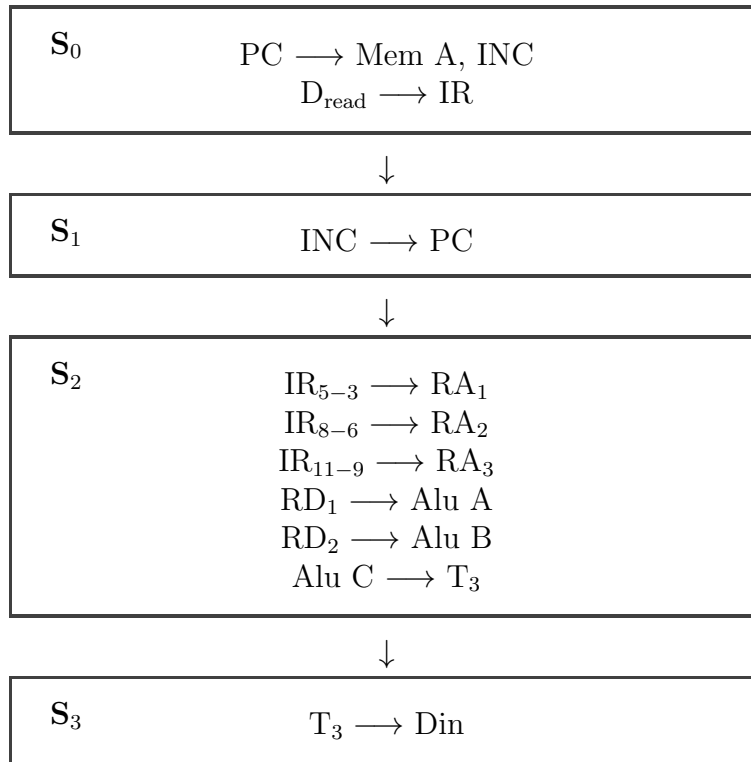 S₀
PC ⟶ Mem A, INC
D_read ⟶ IR
↓
S₁
INC ⟶ PC
↓
S₂
IR₅₋₃ ⟶ RA₁
IR₈₋₆ ⟶ RA₂
IR₁₁₋₉ ⟶ RA₃
RD₁ ⟶ Alu A
RD₂ ⟶ Alu B
Alu C ⟶ T₃
↓
S₃
T₃ ⟶ Din